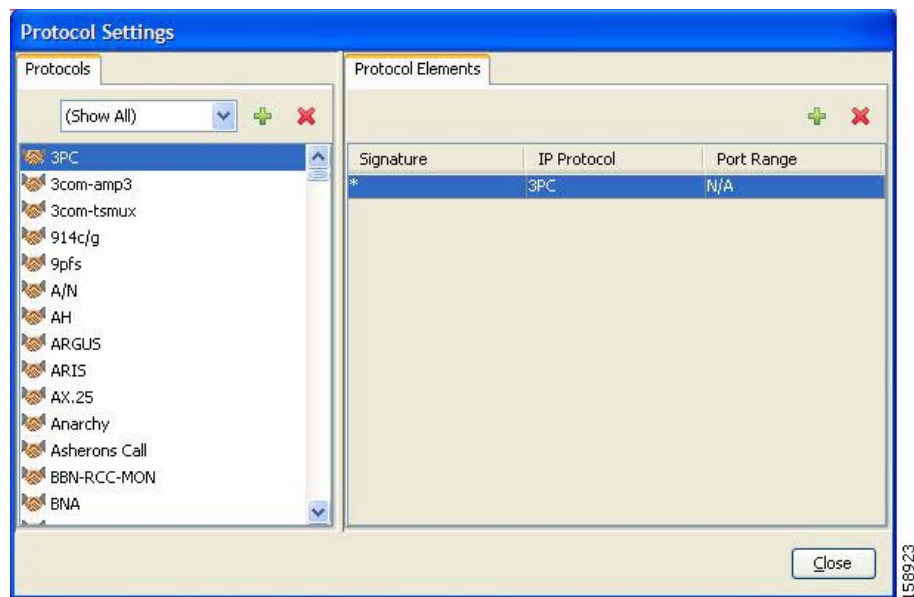 Protocol Settings
Protocols
(Show All)
3PC
3com-amp3
3com-tsmux
914c/g
9pfs
A/N
AH
ARGUS
ARIS
AX.25
Anarchy
Asherons Call
BBN-RCC-MON
BNA
Protocol Elements
Signature IP Protocol Port Range
* 3PC N/A
Close
158923